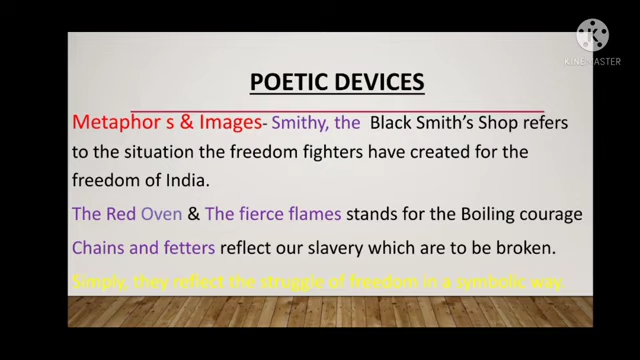 KINEMASTER
POETIC DEVICES
Metaphor s & Images- Smithy, the Black Smith's Shop refers
to the situation the freedom fighters have created for the
freedom of India.
The Red Oven & The fierce flames stands for the Boiling courage
Chains and fetters reflect our slavery which are to be broken.
Simply, they reflect the struggle of freedom in a symbolic way.